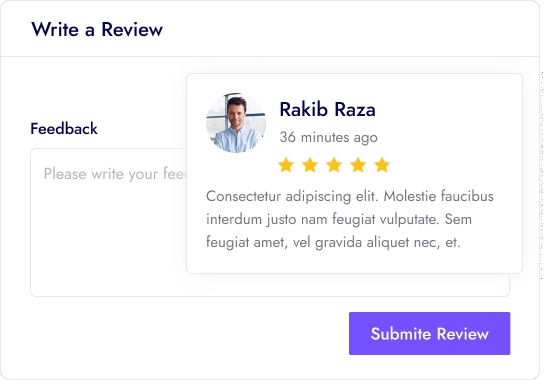 Write a Review
Feedback
Please write your
Rakib Raza
36 minutes ago
Consectetur adipiscing elit. Molestie faucibus
interdum justo nam feugiat vulputate. Sem
feugiat amet, vel gravida aliquet nec, et.
Submite Review